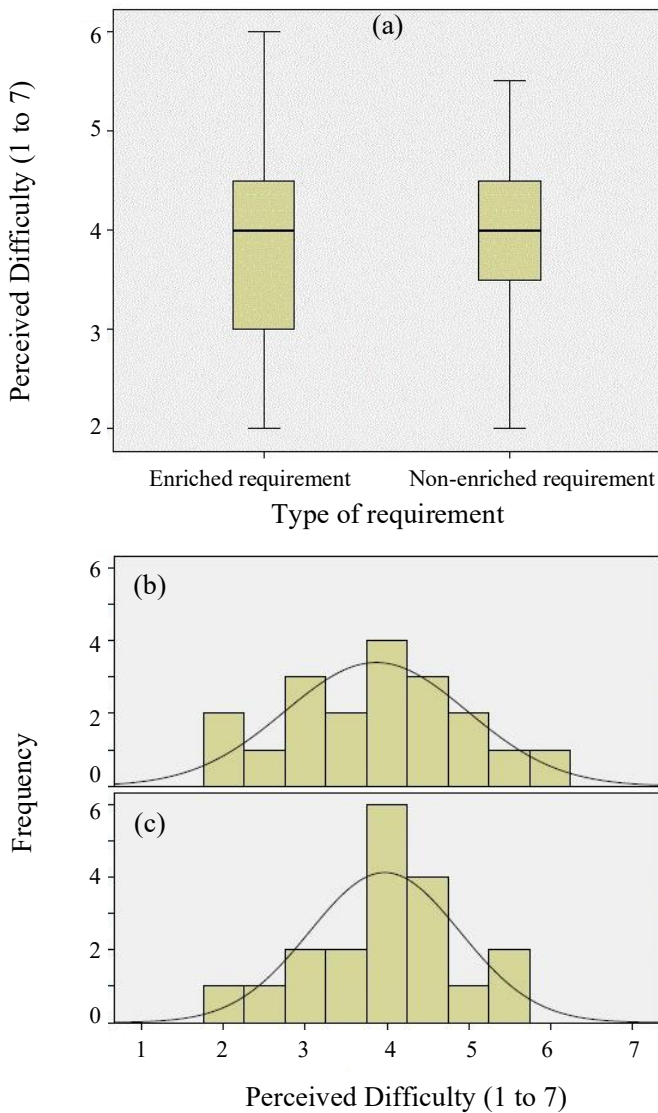 (a)
Perceived Difficulty (1 to 7)
6
5
4
3
2
Enriched requirement
Non-enriched requirement
Type of requirement
(b)
Frequency
6
4
2
0
(c)
6
4
2
0
1 2 3 4 5 6 7
Perceived Difficulty (1 to 7)